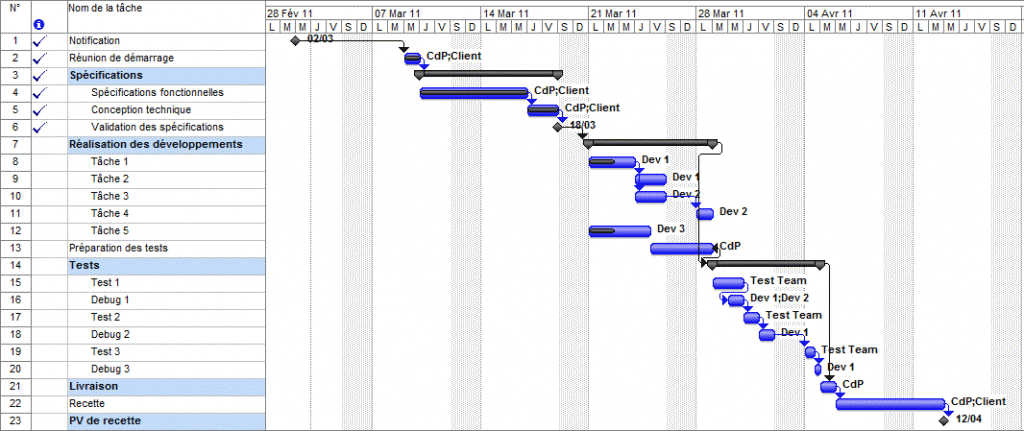 N° Nom de la tâche 28 Fév 11 07 Mar 11 14 Mar 11 21 Mar 11 28 Mar 11 04 Avr 11 11 Avr 11
L M M J V S D L M M J V S D L M M J V S D L M M J V S D L M M J V S D L M M J V S D L M M J V S D
1 Notification 02/03
2 Réunion de démarrage CdP;Client
3 Spécifications
4 Spécifications fonctionnelles CdP;Client
5 Conception technique CdP;Client
6 Validation des spécifications 18/03
7 Réalisation des développements
8 Tâche 1 Dev 1
9 Tâche 2 Dev 1
10 Tâche 3 Dev 2
11 Tâche 4 Dev 2
12 Tâche 5 Dev 3
13 Préparation des tests CdP
14 Tests
15 Test 1 Test Team
16 Debug 1 Dev 1;Dev 2
17 Test 2 Test Team
18 Debug 2 Dev 1
19 Test 3 Test Team
20 Debug 3 Dev 1
21 Livraison CdP
22 Recette CdP;Client
23 PV de recette 12/04